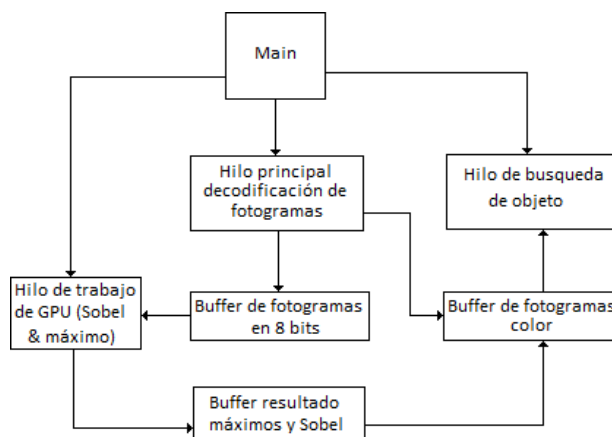 Main
Hilo principal
decodificación de
fotogramas
Hilo de busqueda
de objeto
Hilo de trabajo
de GPU (Sobel
& máximo)
Buffer de fotogramas
en 8 bits
Buffer de fotogramas
color
Buffer resultado
máximos y Sobel